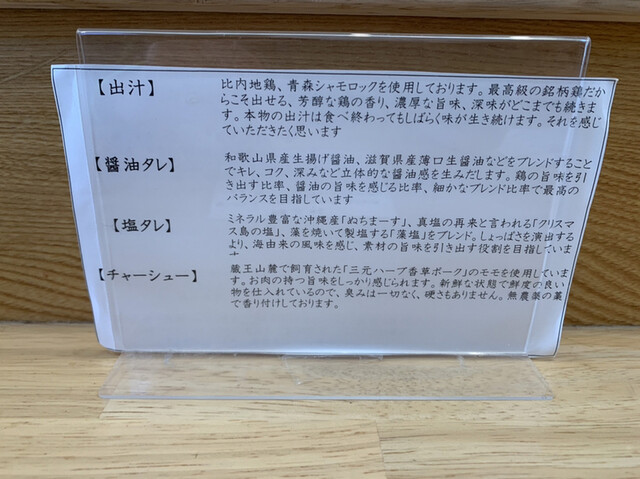 【出汁】
比内地鶏、青森シャモロックを使用しております。最高級の銘柄鶏だか
らこそ出せる、芳醇な鶏の香り、濃厚な旨味、深味がどこまでも続きま
す。本物の出汁は食べ終わってもしばらく味が生き続けます。それを感じ
ていただきたく思います
【醤油タレ】
和歌山県産生揚げ醤油、滋賀県産薄口生醤油などをブレンドすること
でキレ、コク、深みなど立体的な醤油感を生みだします。鶏の旨味を引
き出す比率、醤油の旨味を感じる比率、細かなブレンド比率で最高の
バランスを目指しています
【塩タレ】
ミネラル豊富な沖縄産「ぬちまーす」、真塩の再来と言われる「クリスマ
ス島の塩」、藻を焼いて製塩する「藻塩」をブレンド。しょっぱさを演出する
より、海由来の風味を感じ、素材の旨味を引き出す役割を目指していま
【チャーシュー】
蔵王山麓で飼育された「三元ハーブ香草ポーク」のモモを使用していま
す。お肉の持つ旨味をしっかり感じられます。新鮮な状態で鮮度の良い
物を仕入れているので、臭みは一切なく、硬さもありません。無農薬の藁
で香り付けしております。